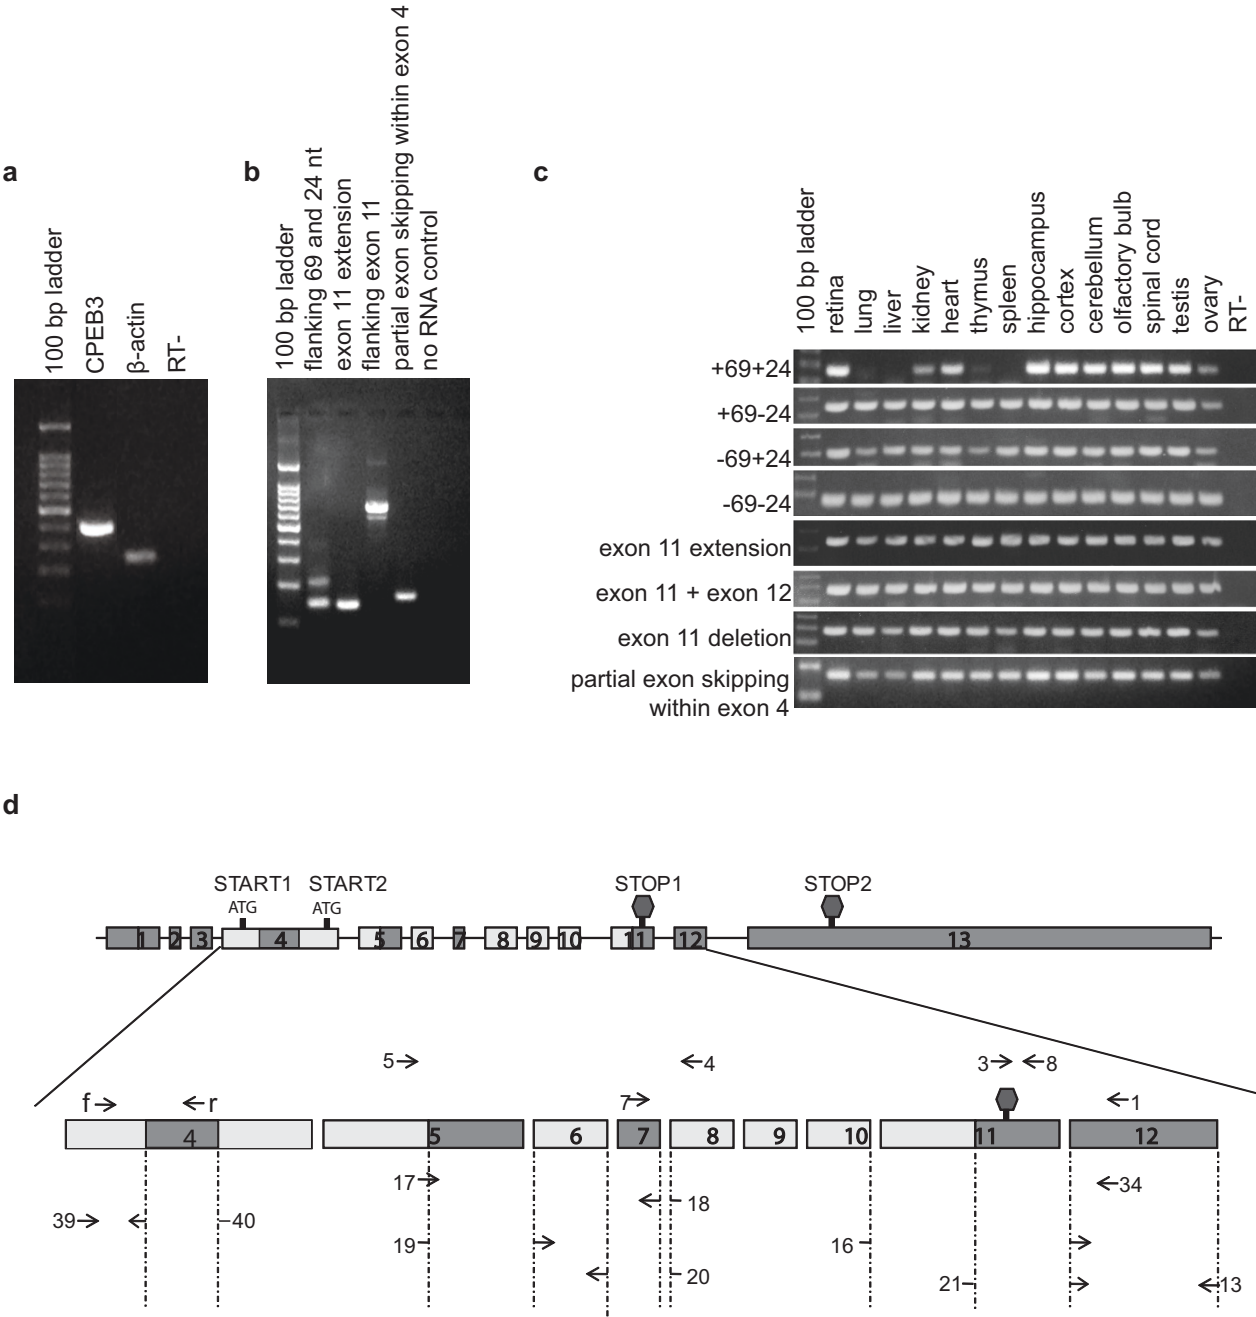 a
100 bp ladder
CPEB3
β-actin
RT-
b
100 bp ladder
flanking 69 and 24 nt
exon 11 extension
flanking exon 11
partial exon skipping within exon 4
no RNA control
c
100 bp ladder
retina
lung
liver
kidney
heart
thymus
spleen
hippocampus
cortex
cerebellum
olfactory bulb
spinal cord
testis
ovary
RT-
+69+24
+69-24
-69+24
-69-24
exon 11 extension
exon 11 + exon 12
exon 11 deletion
partial exon skipping
within exon 4
d
START1 START2 STOP1 STOP2
ATG ATG
1 2 3 4 5 6 7 8 9 10 11 12 13
5 4 3 8
f r 7 1
4 5 6 7 8 9 10 11 12
17 34
18
39 40
19 16
20 21 13